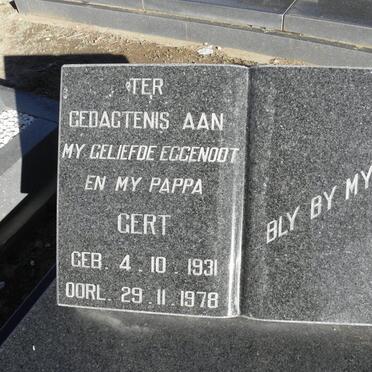 TER
GEDAGTENIS AAN
MY GELIEFDE EGGENOOT
EN MY PAPPA
GERT
GEB. 4. 10. 1931
OORL. 29. 11. 1978
BLY BY MY